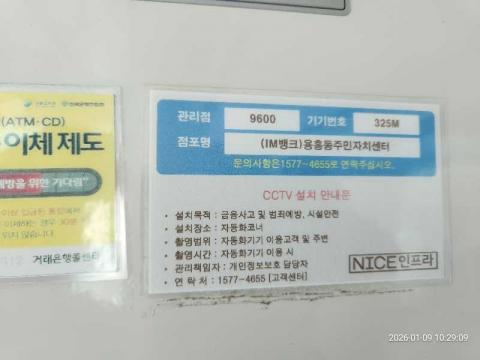 (ATM·CD)
이체 제도
예방을 위한 기다림"
거래은행콜센터
관리점 9600 기기번호 325M
점포명 (IM뱅크)용흥동주민자치센터
문의사항은1577-4655로 연락주십시오.
CCTV 설치 안내문
• 설치목적 : 금융사고 및 범죄예방, 시설안전
• 설치장소 : 자동화코너
• 촬영범위 : 자동화기기 이용고객 및 주변
• 촬영시간 : 자동화기기 이용 시
• 관리책임자 : 개인정보보호 담당자
• 연 락 처 : 1577-4655 [고객센터]
NICE인프라
2026-01-09 10:29:09